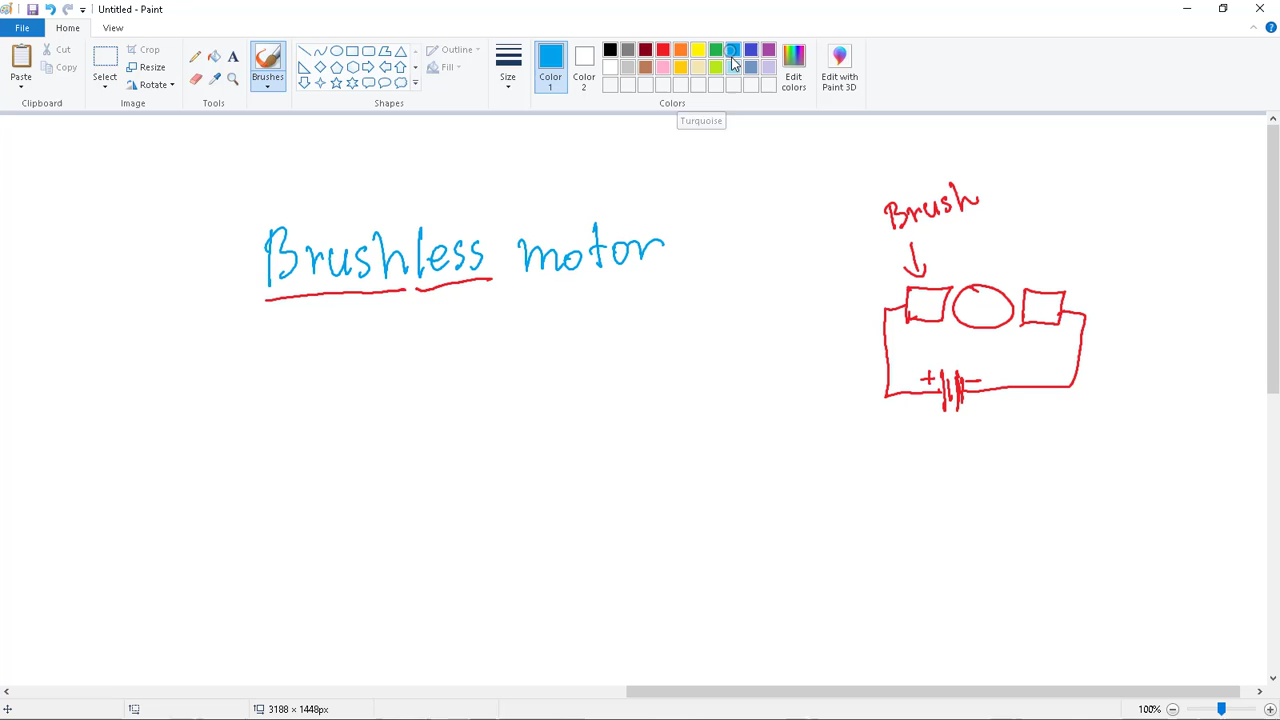 Untitled - Paint
File
Home
View
Paste
Cut
Copy
Clipboard
Select
Crop
Resize
Rotate
Image
Tools
Brushes
Shapes
Outline
Fill
Size
Color 1
Color 2
Colors
Edit colors
Edit with Paint 3D
Turquoise
Brush
Brushless motor
+ −
3188 × 1448px
100%